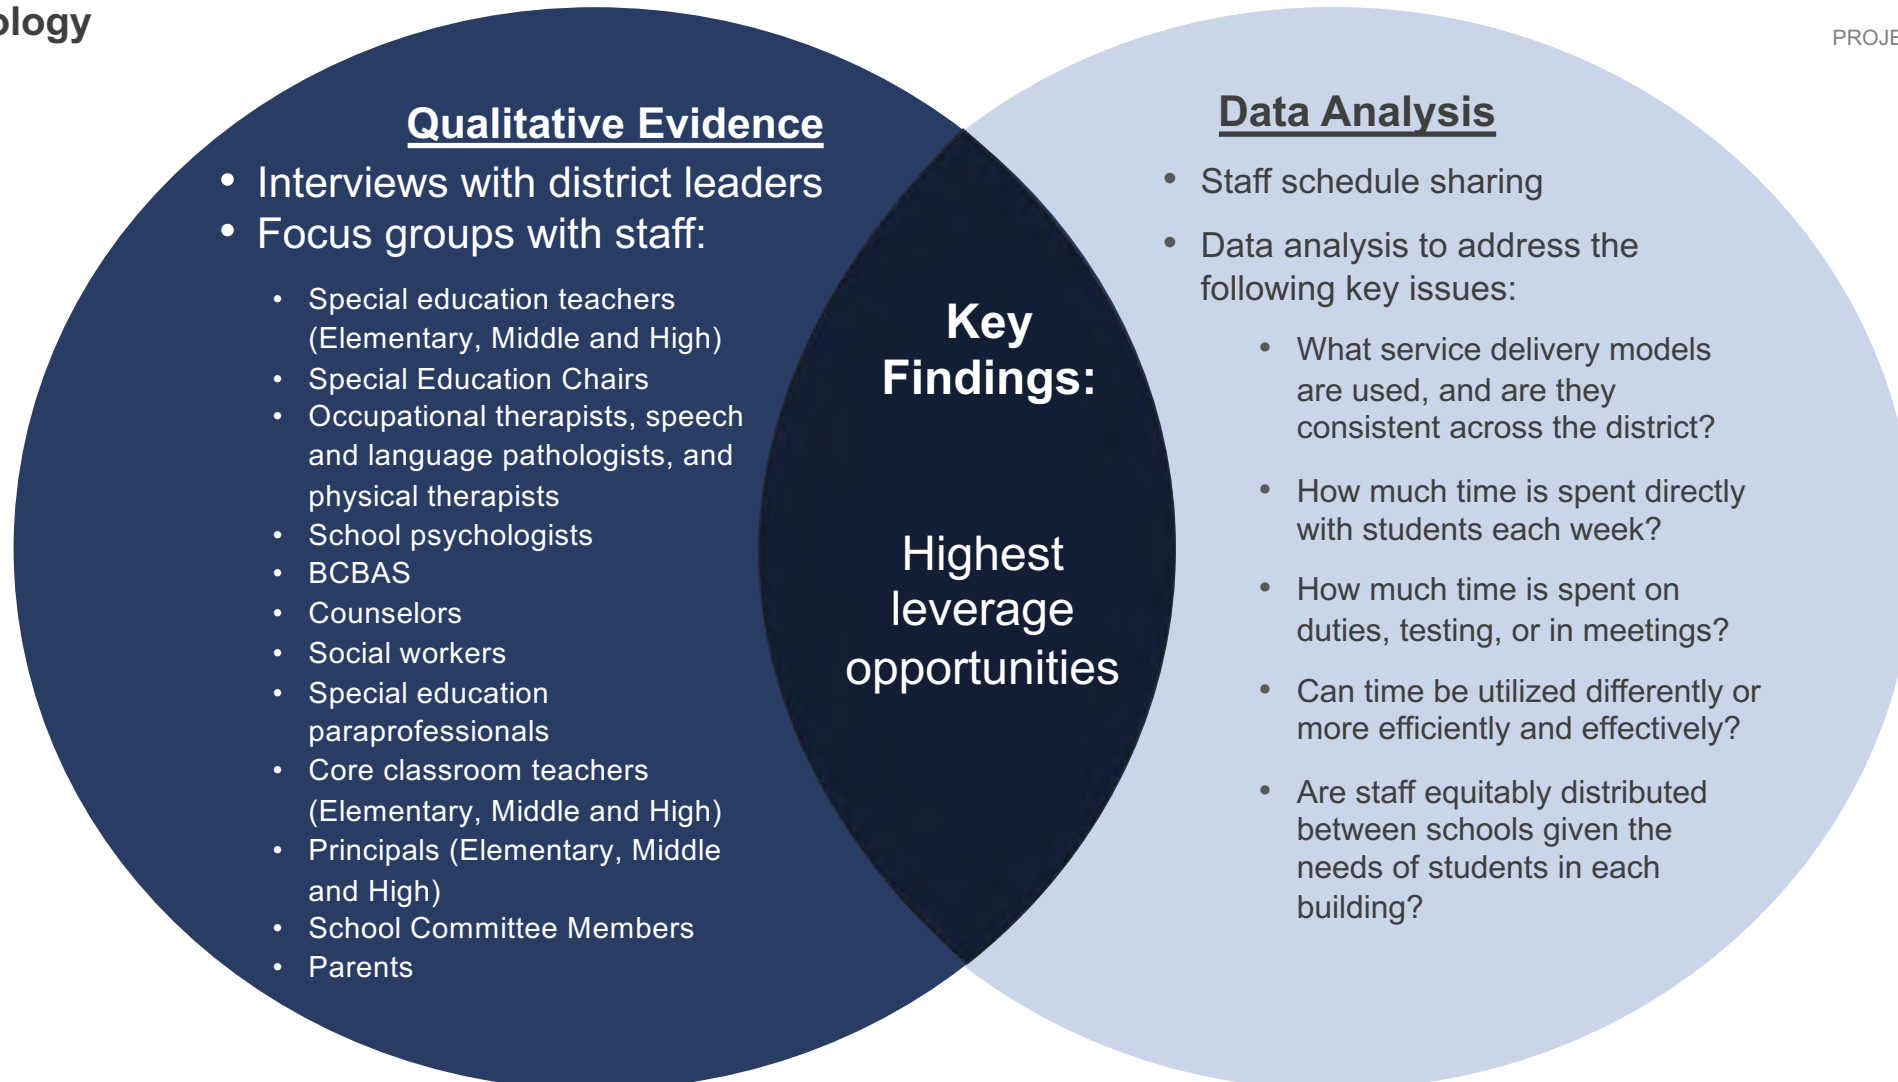 ology
PROJE
Qualitative Evidence
• Interviews with district leaders
• Focus groups with staff:
• Special education teachers
(Elementary, Middle and High)
• Special Education Chairs
• Occupational therapists, speech
and language pathologists, and
physical therapists
• School psychologists
• BCBAS
• Counselors
• Social workers
• Special education
paraprofessionals
• Core classroom teachers
(Elementary, Middle and High)
• Principals (Elementary, Middle
and High)
• School Committee Members
• Parents
Key
Findings:
Highest
leverage
opportunities
Data Analysis
• Staff schedule sharing
• Data analysis to address the
following key issues:
• What service delivery models
are used, and are they
consistent across the district?
• How much time is spent directly
with students each week?
• How much time is spent on
duties, testing, or in meetings?
• Can time be utilized differently or
more efficiently and effectively?
• Are staff equitably distributed
between schools given the
needs of students in each
building?